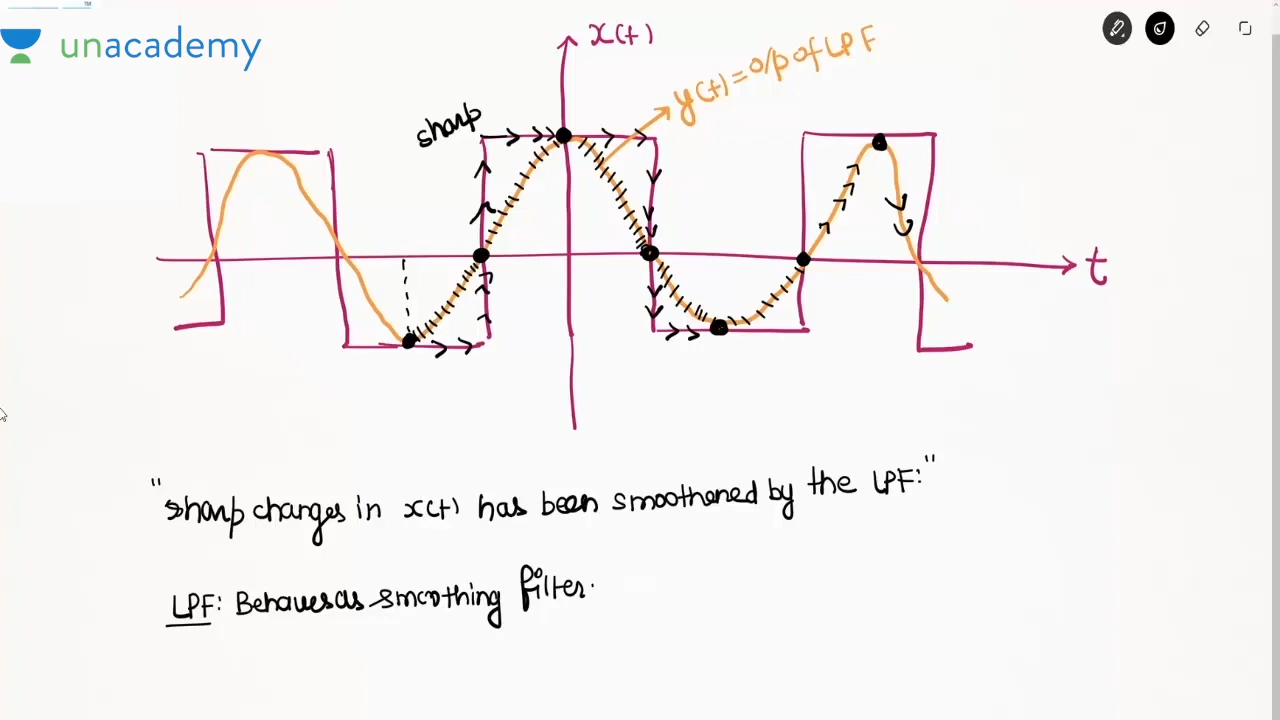 unacademy
x(t)
y(t) = o/p of LPF
sharp
t
"sharp changes in x(t) has been smoothened by the LPF:"
LPF: Behaves as smoothing filter.